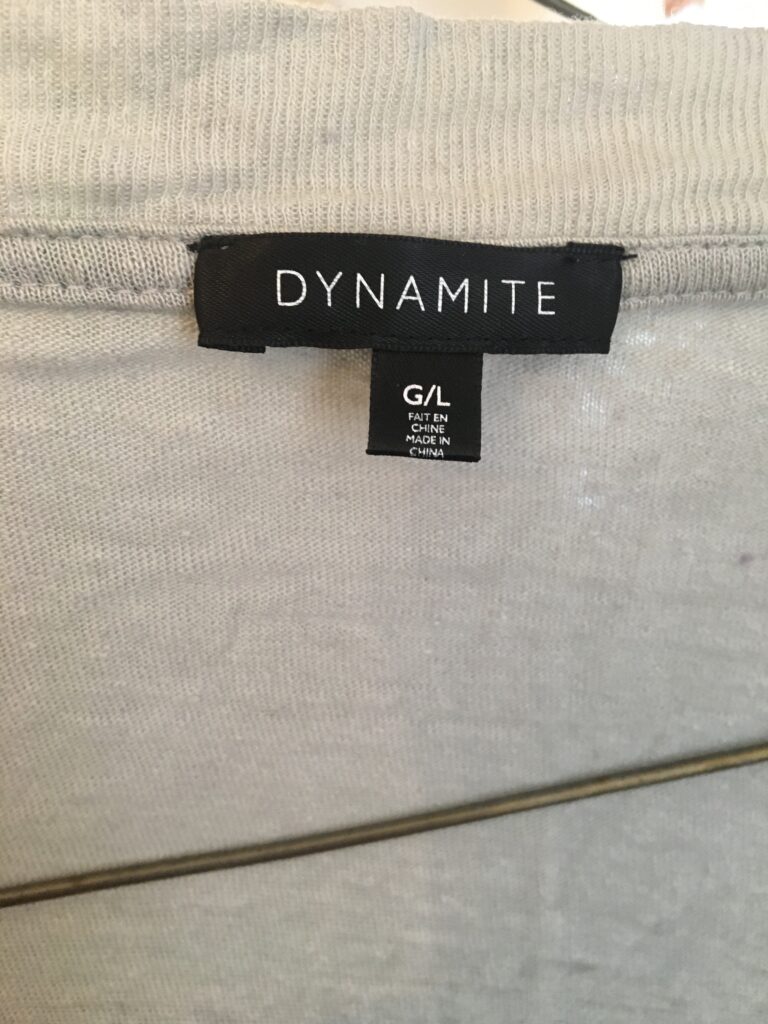 DYNAMITE
G/L
FAIT EN
CHINE
MADE IN
CHINA